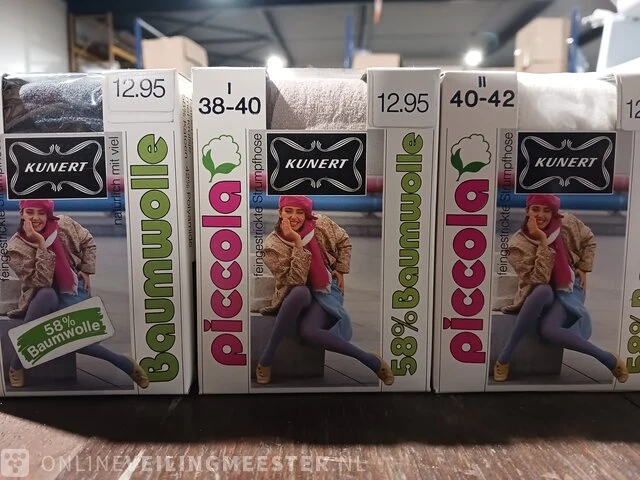 12.95
KUNERT
natürlich mit viel
Baumwolle
58%
Baumwolle
I
38-40
12.95
KUNERT
feingestrickte Strumpfhose
piccola
58% Baumwolle
II
40-42
KUNERT
feingestrickte Strumpfhose
piccola
ONLINEVEILINGMEESTER.NL